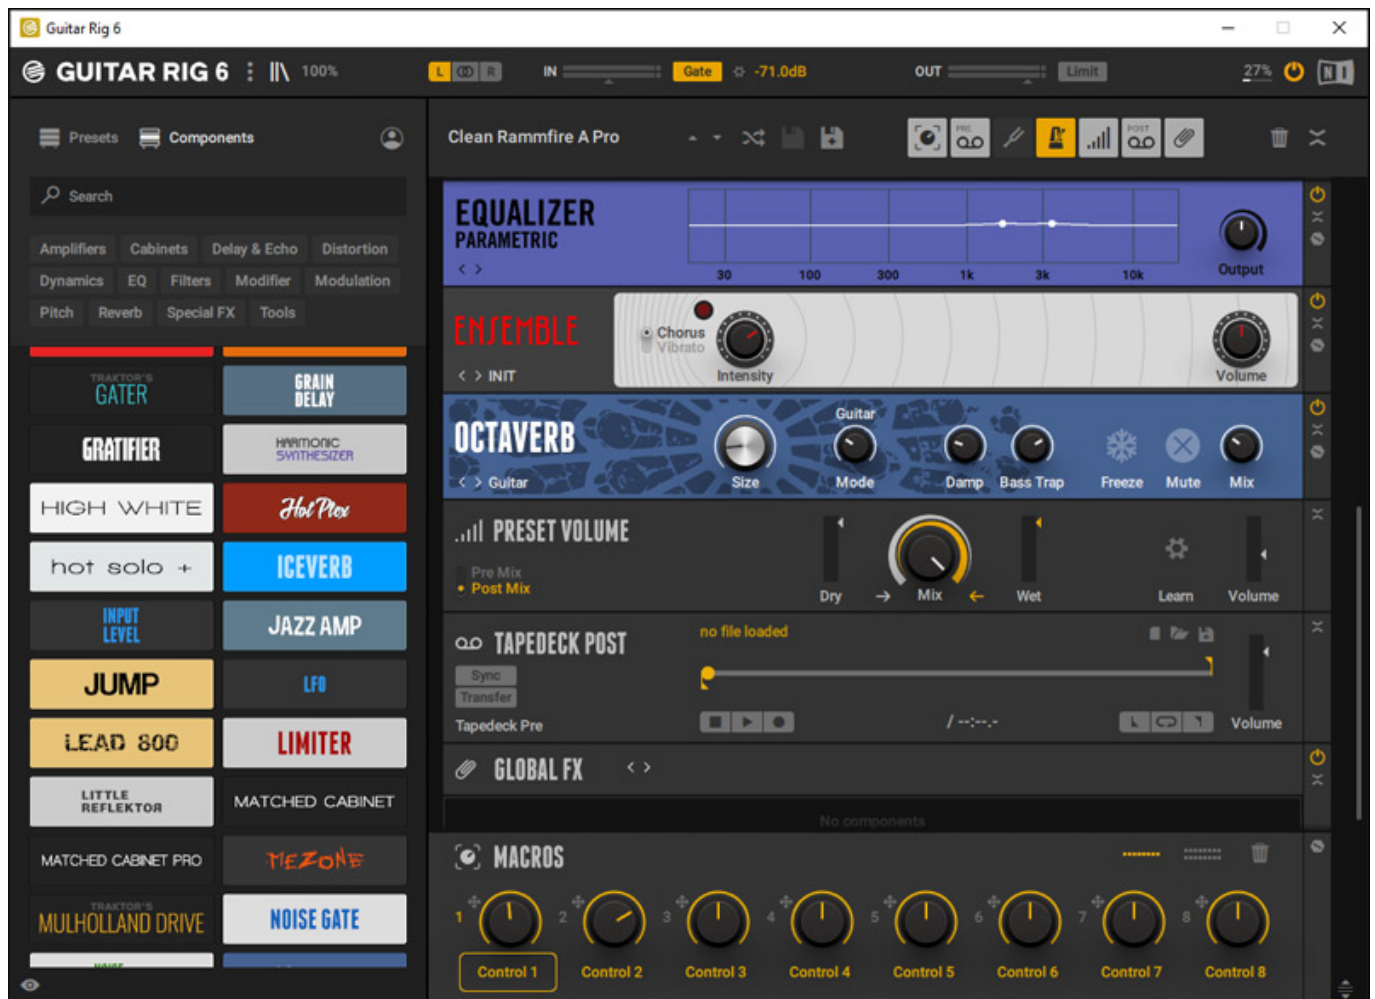 Guitar Rig 6
GUITAR RIG 6
100%
L R
IN
Gate
-71.0dB
OUT
Limit
27%
NI
Presets
Components
Clean Rammfire A Pro
PRE
POST
Search
Amplifiers Cabinets Delay & Echo Distortion
Dynamics EQ Filters Modifier Modulation
Pitch Reverb Special FX Tools
TRAKTOR'S
GATER
GRAIN
DELAY
GRATIFIER
HARMONIC
SYNTHESIZER
HIGH WHITE
Hot Plex
hot solo +
ICEVERB
INPUT
LEVEL
JAZZ AMP
JUMP
LFO
LEAD 800
LIMITER
LITTLE
REFLEKTOR
MATCHED CABINET
MATCHED CABINET PRO
MEZONE
TRAKTOR'S
MULHOLLAND DRIVE
NOISE GATE
NOISE
EQUALIZER
PARAMETRIC
< >
30 100 300 1k 3k 10k
Output
ENSEMBLE
< > INIT
Chorus
Vibrato
Intensity
Volume
OCTAVERB
< > Guitar
Size
Guitar
Mode
Damp
Bass Trap
Freeze
Mute
Mix
PRESET VOLUME
Pre Mix
Post Mix
Dry → Mix ← Wet
Learn
Volume
TAPEDECK POST
Sync
Transfer
Tapedeck Pre
no file loaded
/ --:--.-
Volume
GLOBAL FX < >
No components
MACROS
1 2 3 4 5 6 7 8
Control 1 Control 2 Control 3 Control 4 Control 5 Control 6 Control 7 Control 8